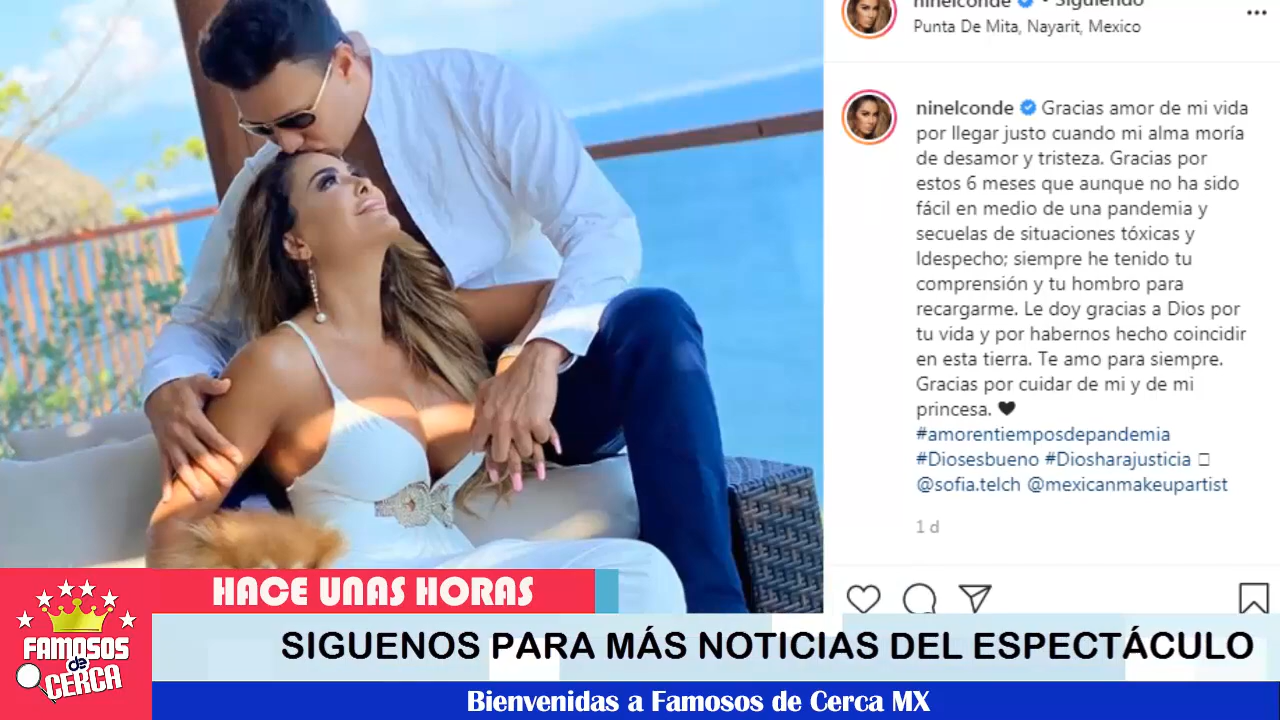 ninelconde • Siguiendo
Punta De Mita, Nayarit, Mexico
ninelconde Gracias amor de mi vida
por llegar justo cuando mi alma moría
de desamor y tristeza. Gracias por
estos 6 meses que aunque no ha sido
fácil en medio de una pandemia y
secuelas de situaciones tóxicas y
ldespecho; siempre he tenido tu
comprensión y tu hombro para
recargarme. Le doy gracias a Dios por
tu vida y por habernos hecho coincidir
en esta tierra. Te amo para siempre.
Gracias por cuidar de mi y de mi
princesa. 🖤
#amorentiemposdepandemia
#Diosesbueno #Diosharajusticia
@sofia.telch @mexicanmakeupartist
1 d
HACE UNAS HORAS
SIGUENOS PARA MÁS NOTICIAS DEL ESPECTÁCULO
FAMOSOS
de
CERCA
Bienvenidas a Famosos de Cerca MX